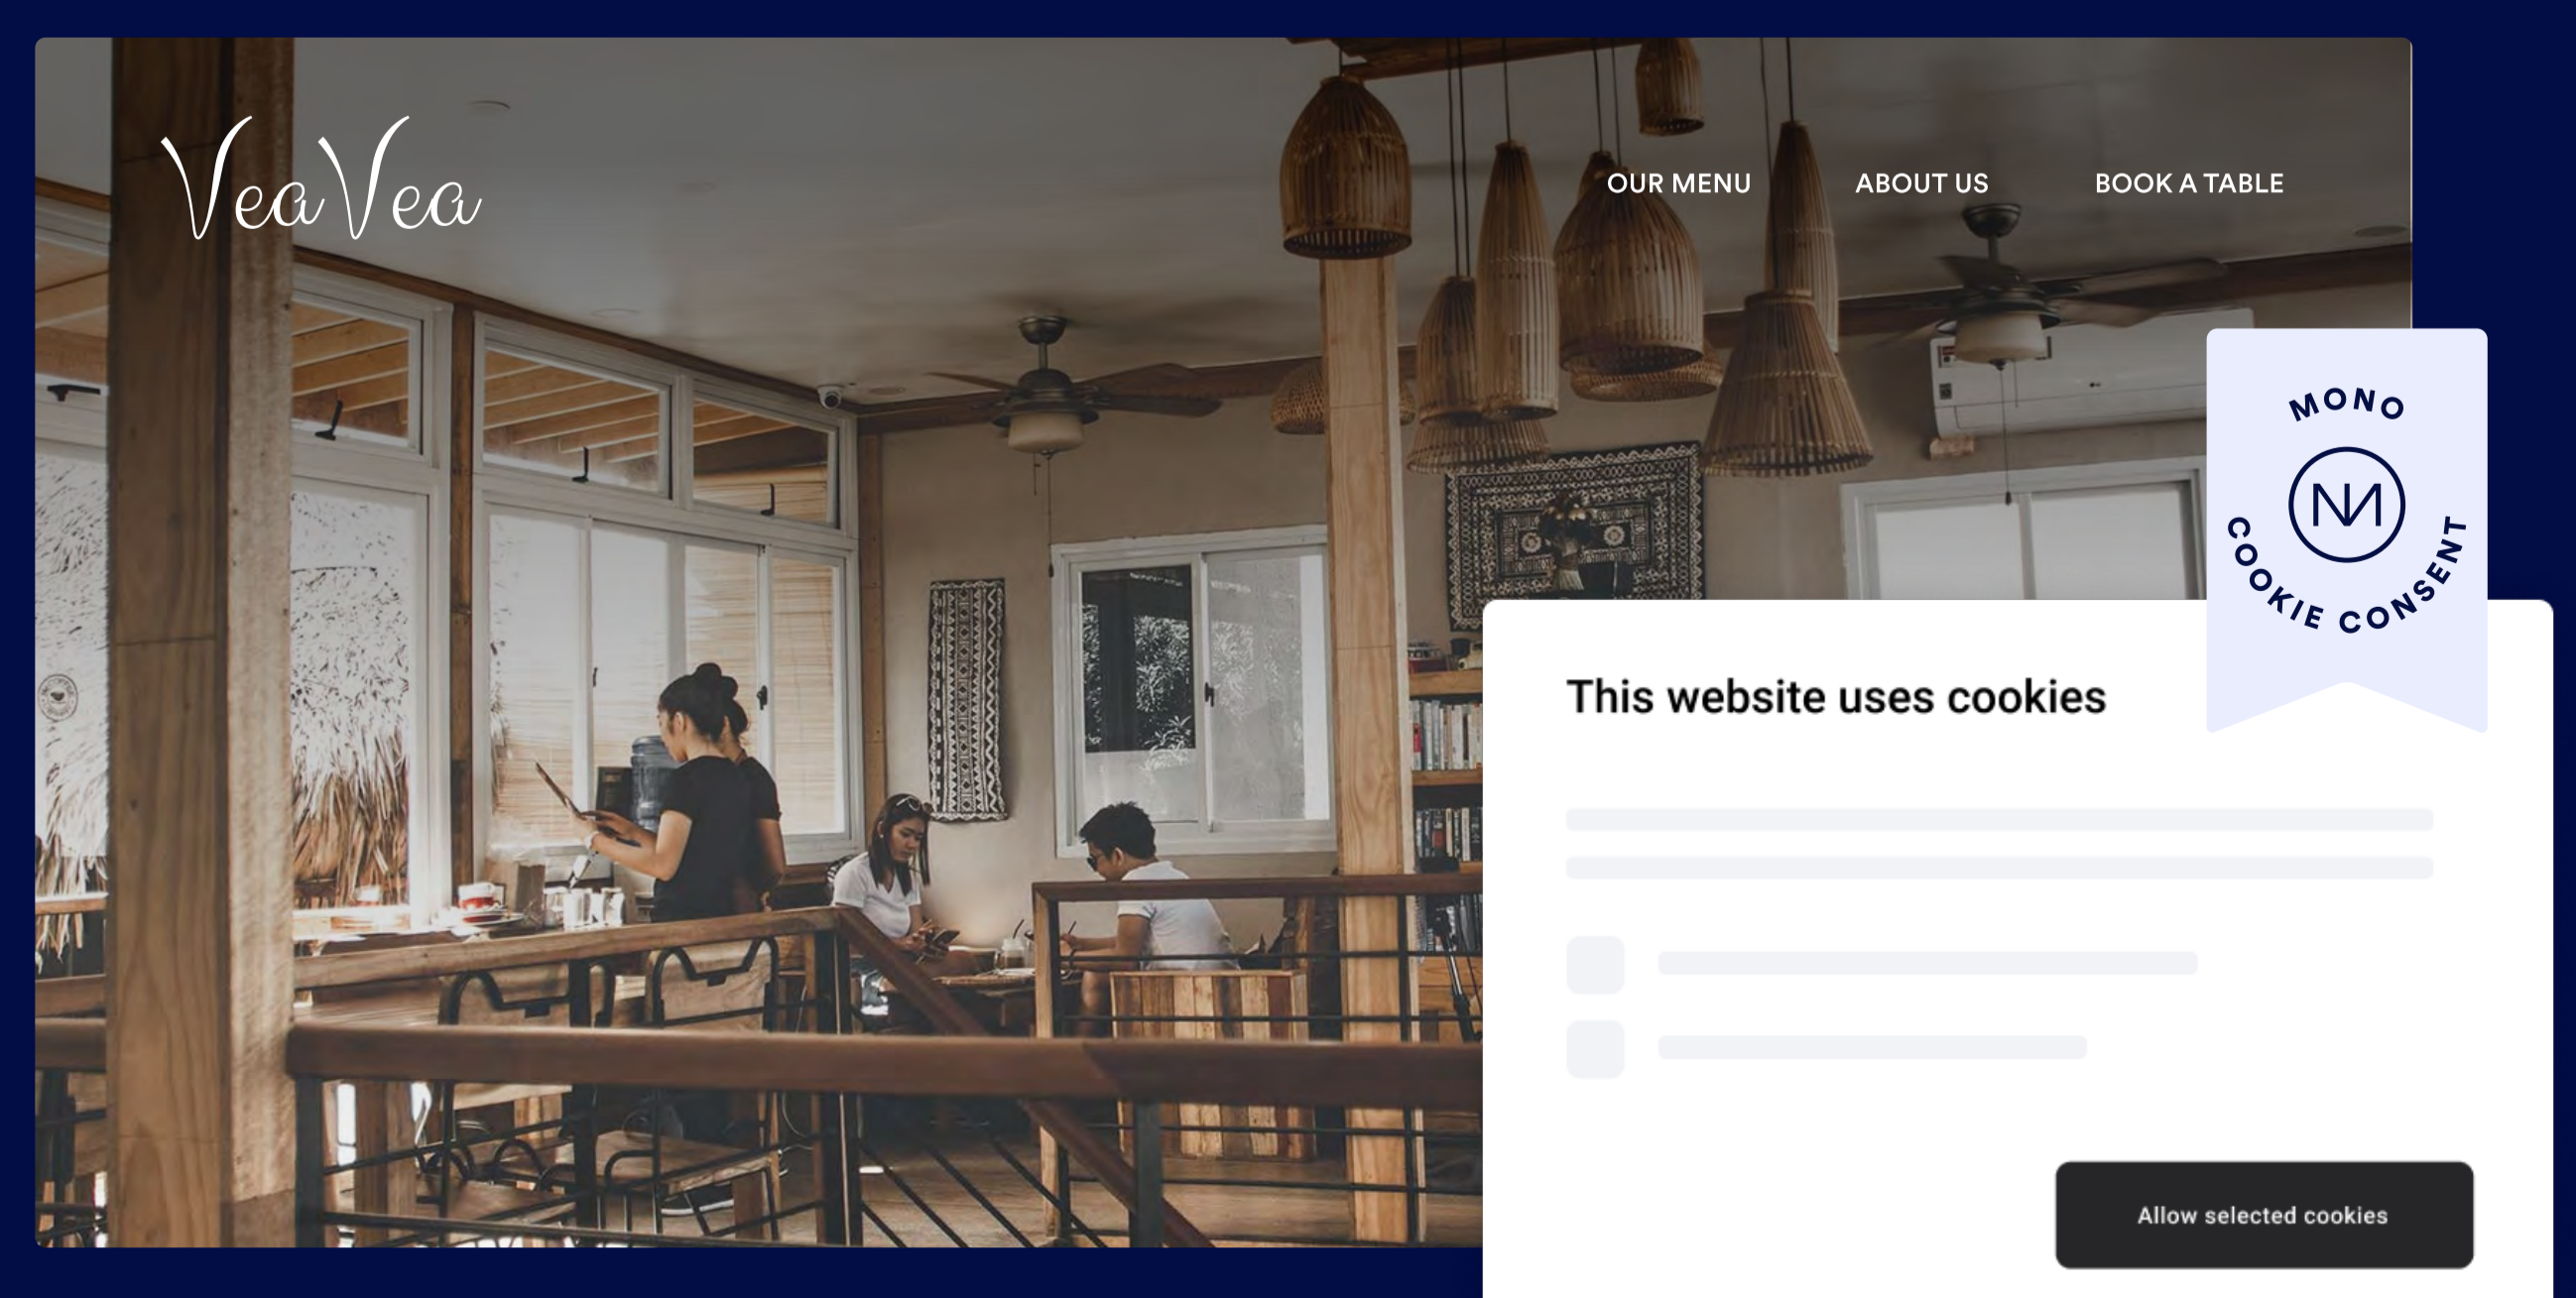 VeaVea
OUR MENU
ABOUT US
BOOK A TABLE
MONO
COOKIE CONSENT
This website uses cookies
Allow selected cookies